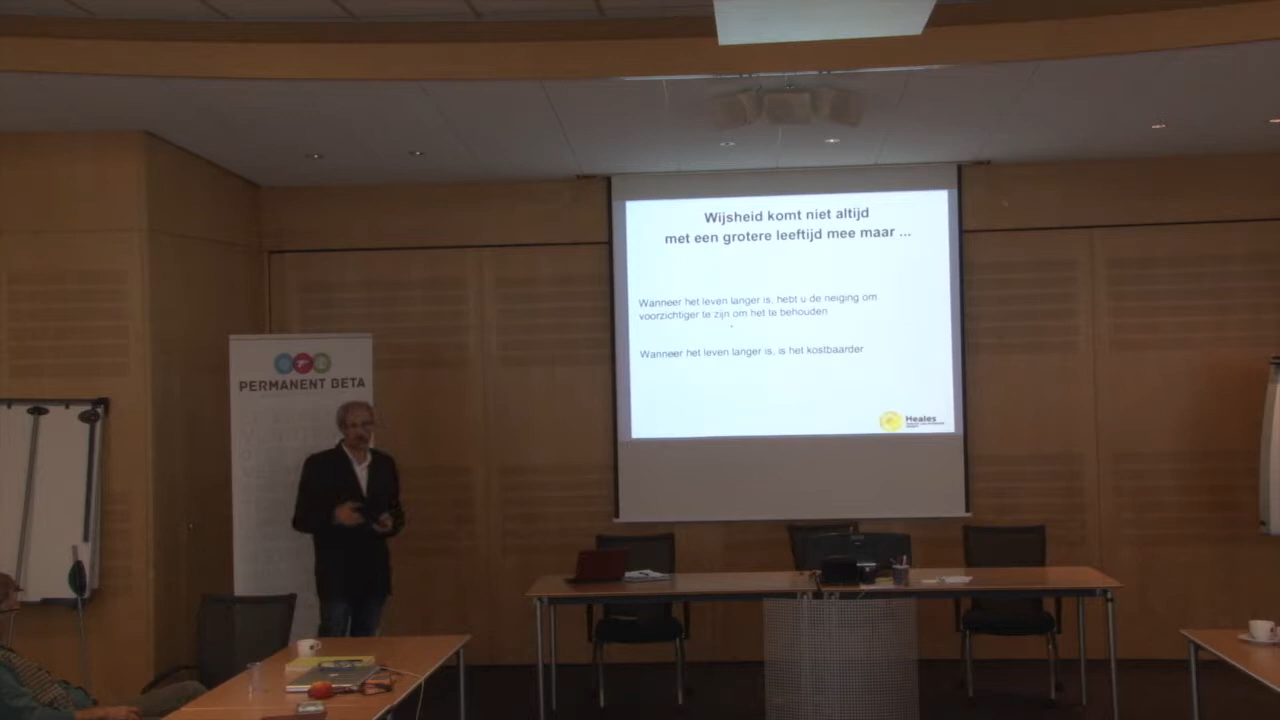 Wijsheid komt niet altijd
met een grotere leeftijd mee maar ...
Wanneer het leven langer is, hebt u de neiging om
voorzichtiger te zijn om het te behouden
Wanneer het leven langer is, is het kostbaarder
Heales
PERMANENT BETA